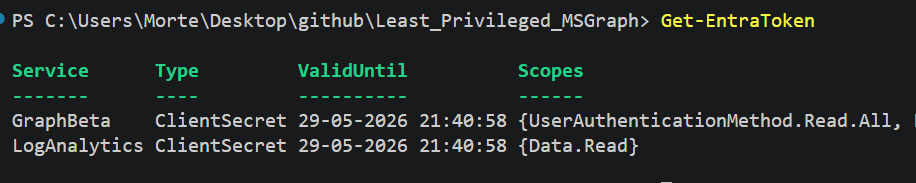 PS C:\Users\Morte\Desktop\github\Least_Privileged_MSGraph> Get-EntraToken
Service Type ValidUntil Scopes
------- ---- ---------- ------
GraphBeta ClientSecret 29-05-2026 21:40:58 {UserAuthenticationMethod.Read.All,
LogAnalytics ClientSecret 29-05-2026 21:40:58 {Data.Read}